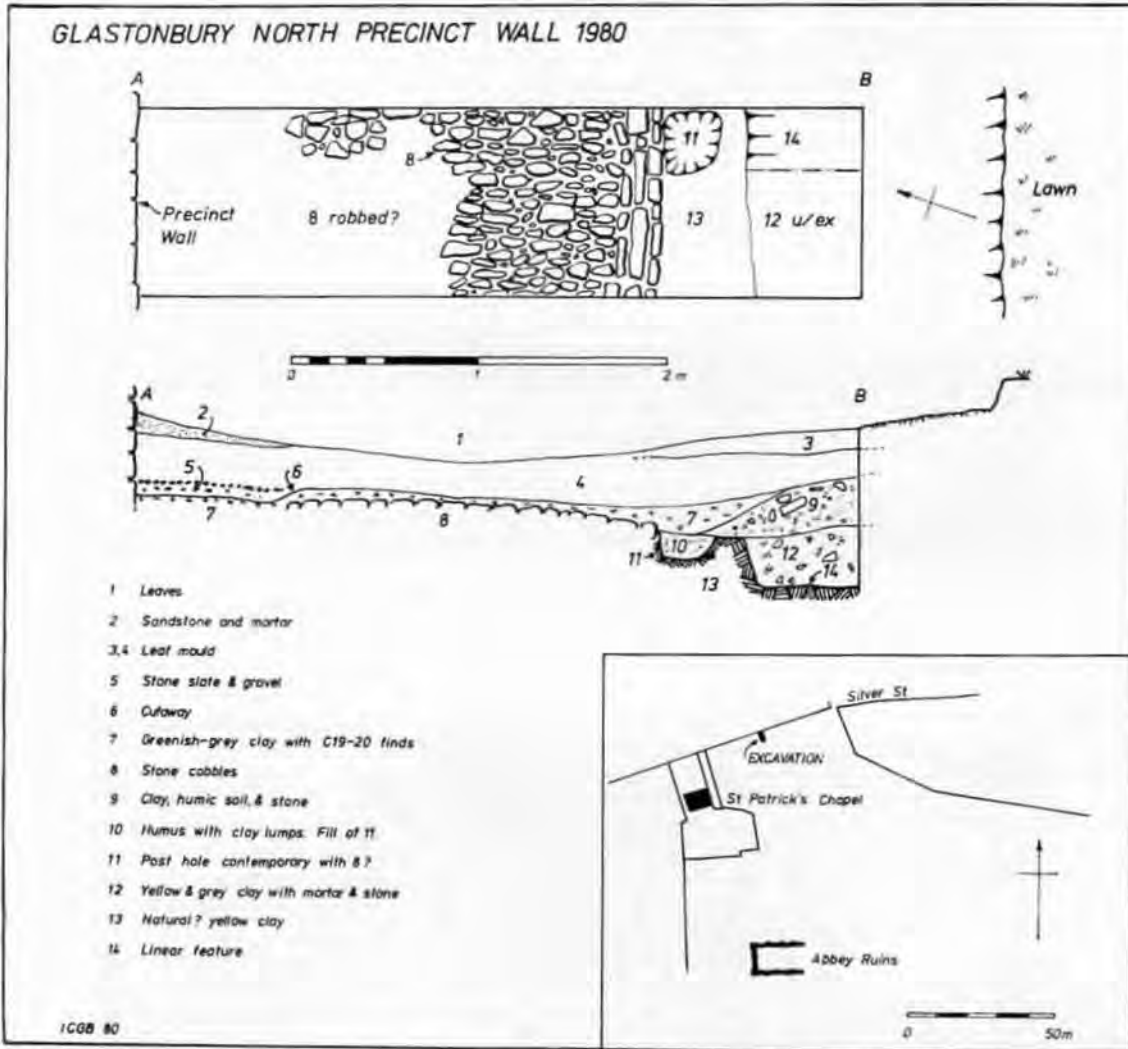 GLASTONBURY NORTH PRECINCT WALL 1980
A B
8
11
14
Precinct
Wall
8 robbed?
13
12 u/ex
Lawn
0 1 2 m
A B
2
1
3
5
6
4
7
8
7
9
10
11
12
13
14
1 Leaves
2 Sandstone and mortar
3,4 Leaf mould
5 Stone slate & gravel
6 Cutaway
7 Greenish-grey clay with C19-20 finds
8 Stone cobbles
9 Clay, humic soil, & stone
10 Humus with clay lumps. Fill of 11
11 Post hole contemporary with 8?
12 Yellow & grey clay with mortar & stone
13 Natural? yellow clay
14 Linear feature
ICGB 80
Silver St
EXCAVATION
St Patrick's Chapel
Abbey Ruins
0 50m